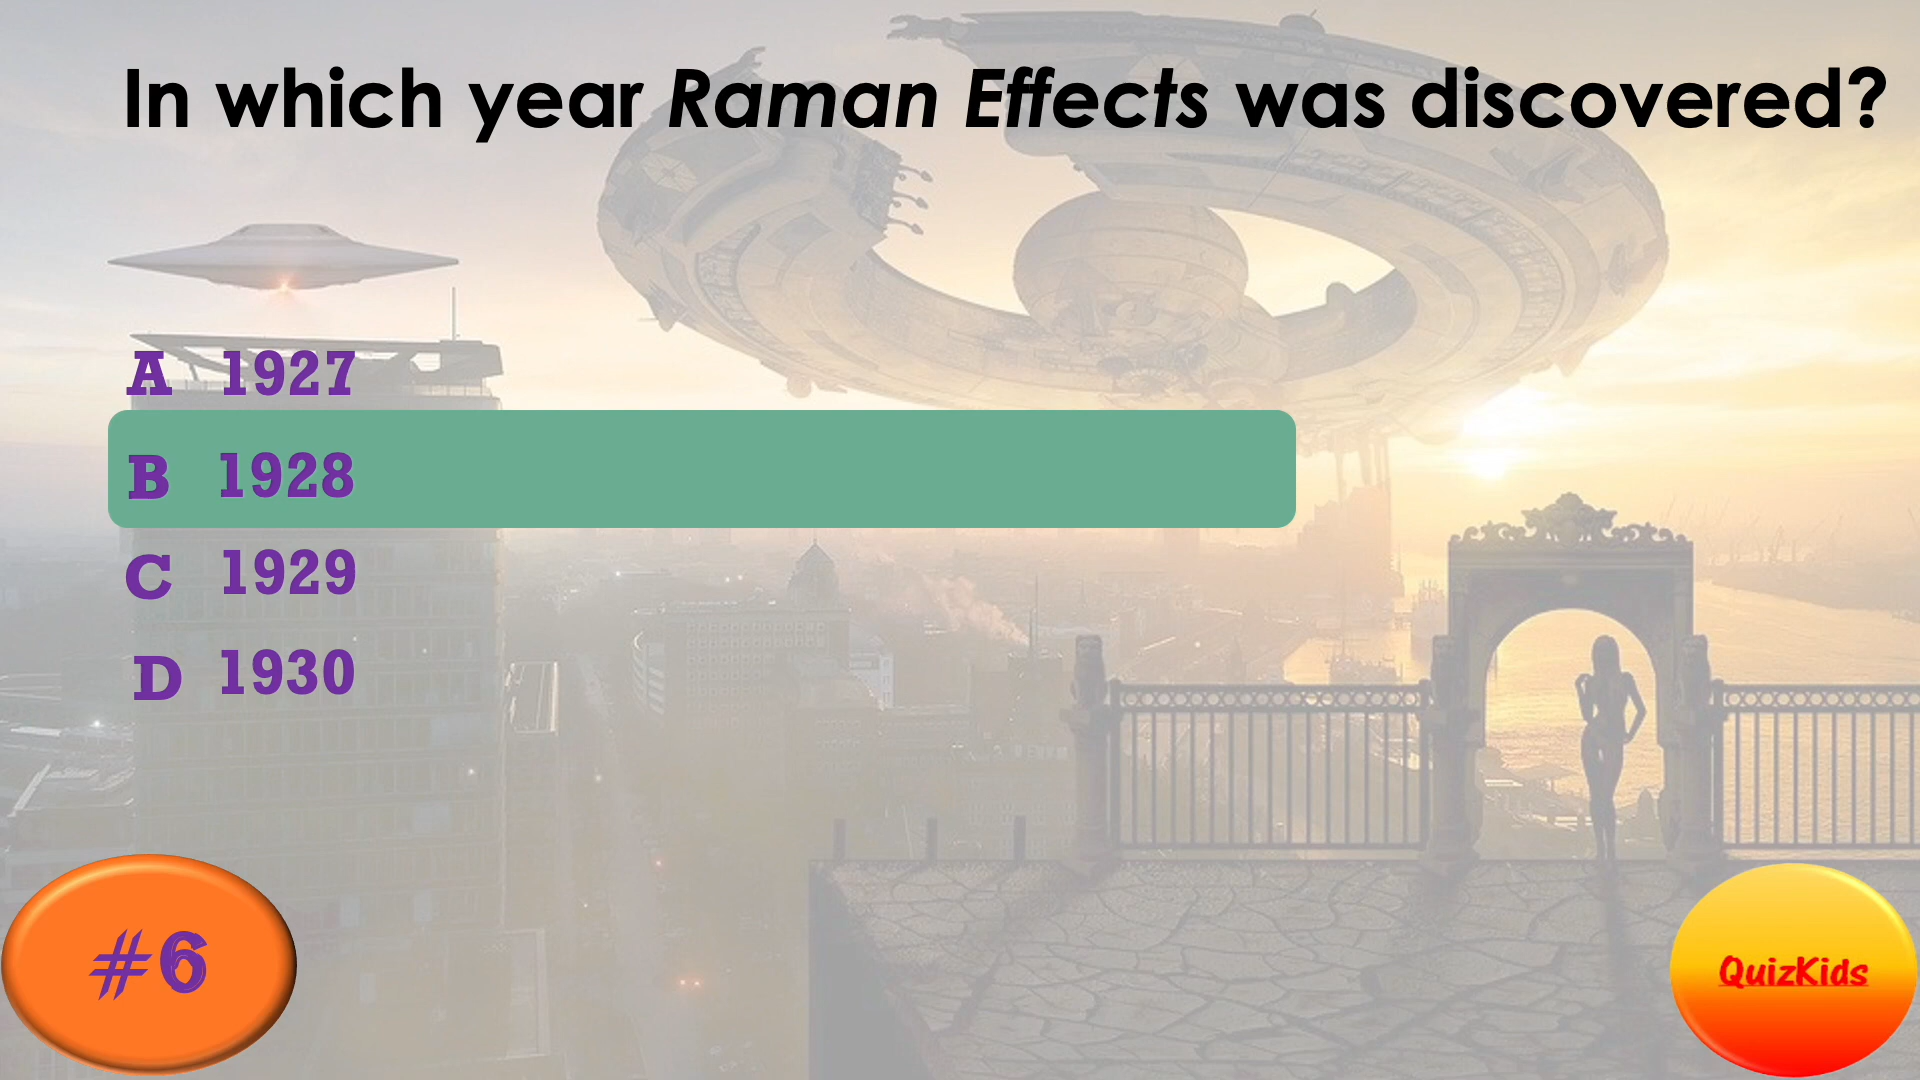 In which year Raman Effects was discovered?
A 1927
B 1928
C 1929
D 1930
#6
QuizKids